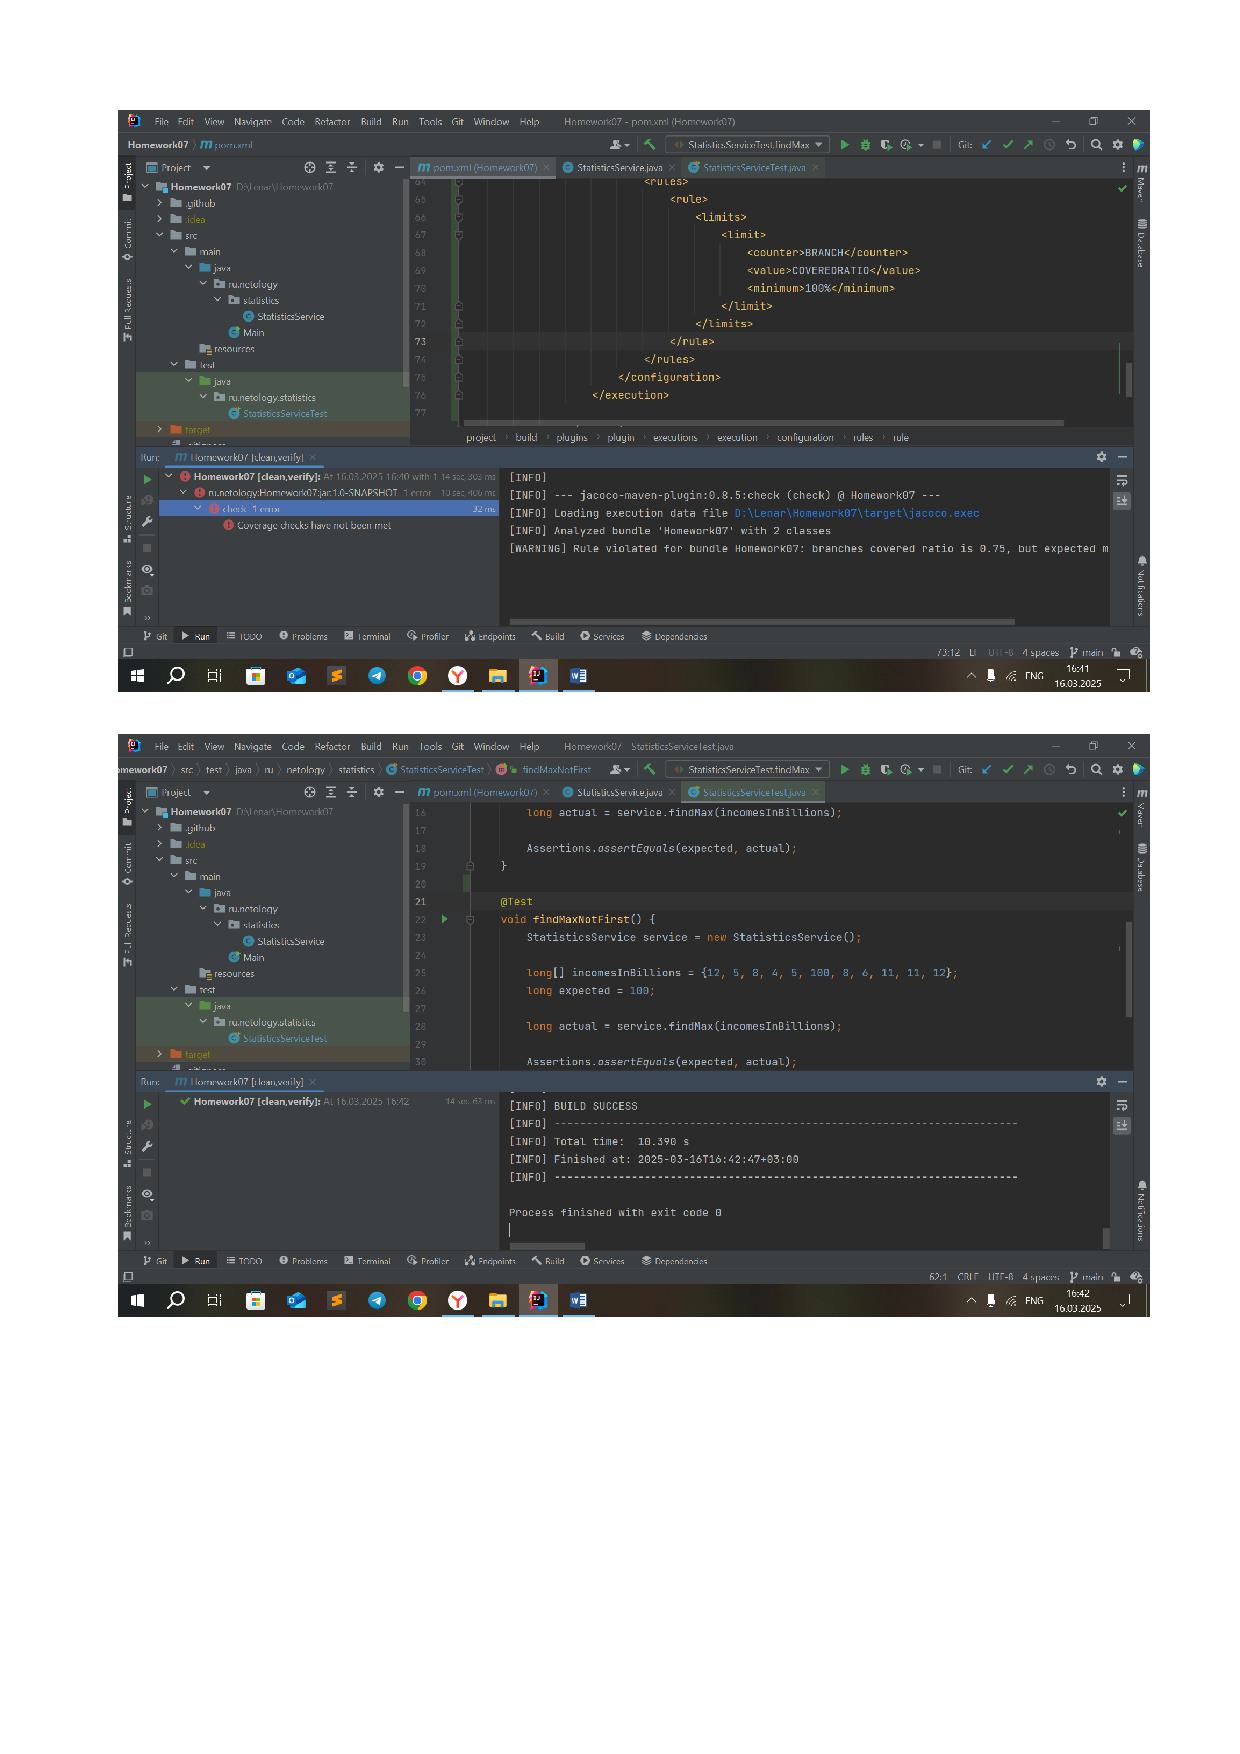 File Edit View Navigate Code Refactor Build Run Tools Git Window Help Homework07 - pom.xml (Homework07)
Homework07 pom.xml StatisticsServiceTest.findMax Git:
Project pom.xml (Homework07) StatisticsService.java StatisticsServiceTest.java
Homework07 D:\Lenar\Homework07
.github
.idea
src
main
java
ru.netology
statistics
StatisticsService
Main
resources
test
java
ru.netology.statistics
StatisticsServiceTest
target
Project
Commit
Pull Requests
Maven
Database
64 <rules>
65 <rule>
66 <limits>
67 <limit>
68 <counter>BRANCH</counter>
69 <value>COVEREDRATIO</value>
70 <minimum>100%</minimum>
71 </limit>
72 </limits>
73 </rule>
74 </rules>
75 </configuration>
76 </execution>
77
project build plugins plugin executions execution configuration rules rule
Run: Homework07 [clean,verify]
Homework07 [clean,verify]: At 16.03.2025 16:40 with 1 14 sec, 303 ms
ru.netology:Homework07:jar:1.0-SNAPSHOT 1 error 10 sec, 406 ms
check 1 error 32 ms
Coverage checks have not been met
[INFO]
[INFO] --- jacoco-maven-plugin:0.8.5:check (check) @ Homework07 ---
[INFO] Loading execution data file D:\Lenar\Homework07\target\jacoco.exec
[INFO] Analyzed bundle 'Homework07' with 2 classes
[WARNING] Rule violated for bundle Homework07: branches covered ratio is 0.75, but expected m
Structure
Bookmarks
Notifications
Git Run TODO Problems Terminal Profiler Endpoints Build Services Dependencies
73:12 LF UTF-8 4 spaces main
ENG 16:41
16.03.2025
File Edit View Navigate Code Refactor Build Run Tools Git Window Help Homework07 - StatisticsServiceTest.java
omework07 src test java ru netology statistics StatisticsServiceTest findMaxNotFirst StatisticsServiceTest.findMax Git:
Project pom.xml (Homework07) StatisticsService.java StatisticsServiceTest.java
Homework07 D:\Lenar\Homework07
.github
.idea
src
main
java
ru.netology
statistics
StatisticsService
Main
resources
test
java
ru.netology.statistics
StatisticsServiceTest
target
Project
Commit
Pull Requests
Maven
Database
16 long actual = service.findMax(incomesInBillions);
17
18 Assertions.assertEquals(expected, actual);
19 }
20
21 @Test
22 void findMaxNotFirst() {
23 StatisticsService service = new StatisticsService();
24
25 long[] incomesInBillions = {12, 5, 8, 4, 5, 100, 8, 6, 11, 11, 12};
26 long expected = 100;
27
28 long actual = service.findMax(incomesInBillions);
29
30 Assertions.assertEquals(expected, actual);
Run: Homework07 [clean,verify]
Homework07 [clean,verify]: At 16.03.2025 16:42 14 sec, 63 ms
[INFO] BUILD SUCCESS
[INFO] ------------------------------------------------------------------------
[INFO] Total time:  10.390 s
[INFO] Finished at: 2025-03-16T16:42:47+03:00
[INFO] ------------------------------------------------------------------------
Process finished with exit code 0
Structure
Bookmarks
Notifications
Git Run TODO Problems Terminal Profiler Endpoints Build Services Dependencies
62:1 CRLF UTF-8 4 spaces main
ENG 16:42
16.03.2025